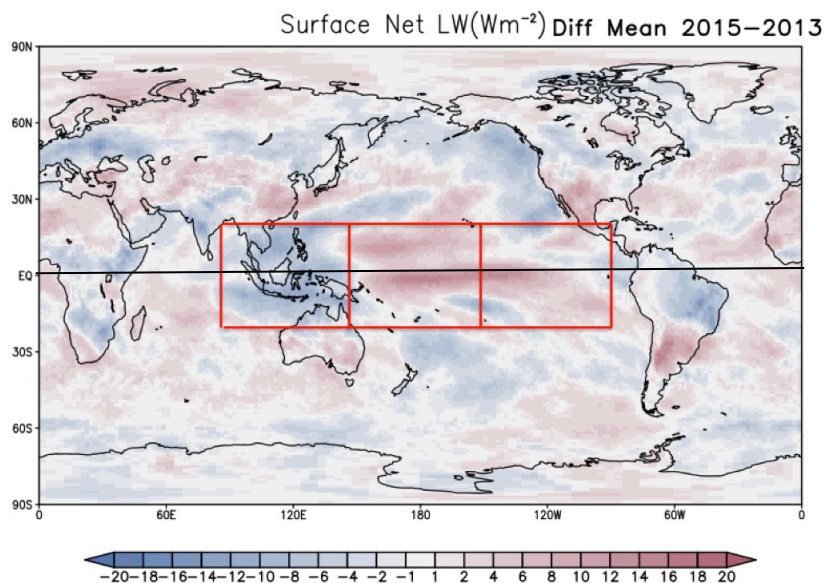 Surface Net LW(Wm⁻²) Diff Mean 2015−2013
90N
60N
30N
EQ
30S
60S
90S
0 60E 120E 180 120W 60W 0
−20 −18 −16 −14 −12 −10 −8 −6 −4 −2 −1 1 2 4 6 8 10 12 14 16 18 20